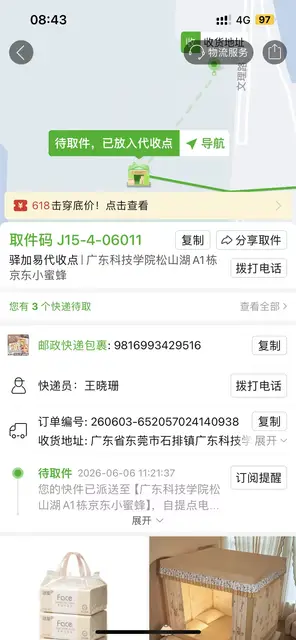 08:43
4G 97
收 收货地址
物流服务
文理路
待取件，已放入代收点 导航
618击穿底价！点击查看
取件码 J15-4-06011 复制 分享取件
驿加易代收点 | 广东科技学院松山湖A1栋京东小蜜蜂 拨打电话
您有 3 个快递待取 查看全部
邮政快递包裹: 9816993429516 复制
快递员：王晓珊 拨打电话
订单编号: 260603-652057024140938 复制
收货地址: 广东省东莞市石排镇广东科技学 展开
待取件 2026-06-06 11:21:37 订阅提醒
您的快件已派送至【广东科技学院松
山湖A1栋京东小蜜蜂】，自提点电...
展开
Face
Face